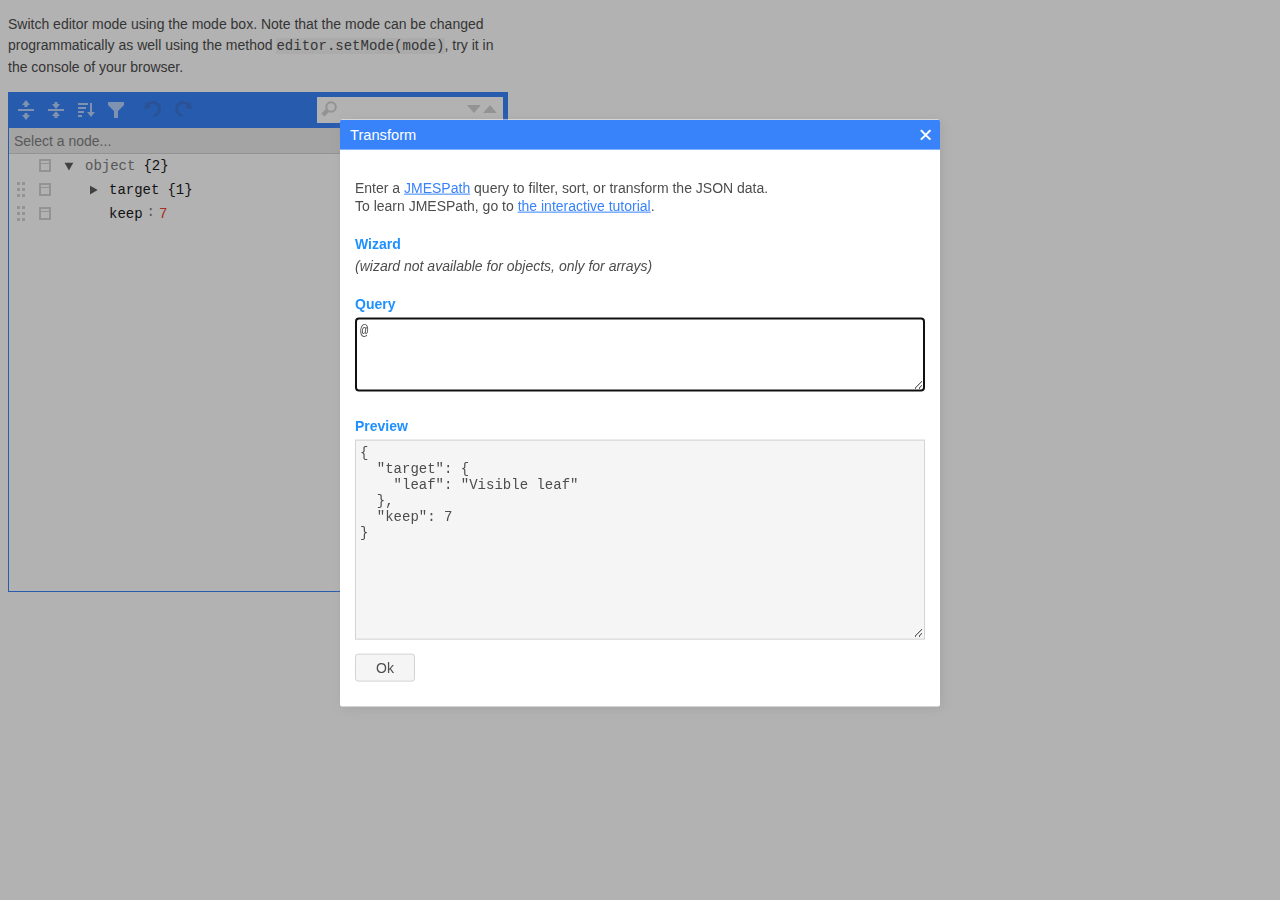 Switch editor mode using the mode box. Note that the mode can be changed
programmatically as well using the method editor.setMode(mode), try it in
the console of your browser.
Select a node...
object {2}
target {1}
keep : 7
Transform
Enter a JMESPath query to filter, sort, or transform the JSON data.
To learn JMESPath, go to the interactive tutorial.
Wizard
(wizard not available for objects, only for arrays)
Query
@
Preview
{
  "target": {
    "leaf": "Visible leaf"
  },
  "keep": 7
}
Ok